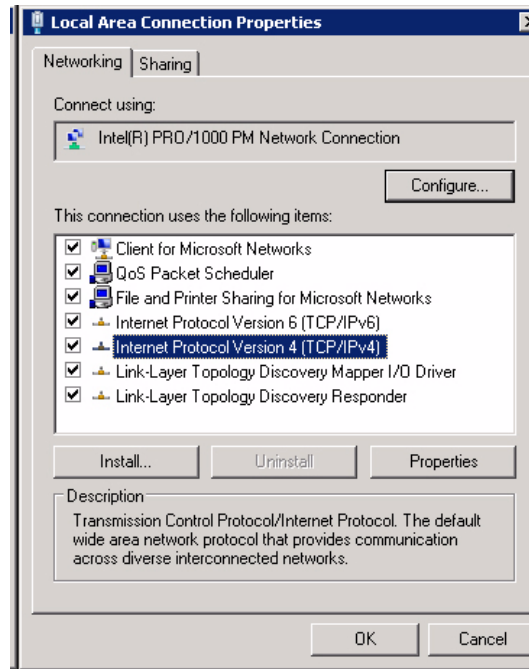 Local Area Connection Properties
Networking
Sharing
Connect using:
Intel(R) PRO/1000 PM Network Connection
Configure...
This connection uses the following items:
Client for Microsoft Networks
QoS Packet Scheduler
File and Printer Sharing for Microsoft Networks
Internet Protocol Version 6 (TCP/IPv6)
Internet Protocol Version 4 (TCP/IPv4)
Link-Layer Topology Discovery Mapper I/O Driver
Link-Layer Topology Discovery Responder
Install...
Uninstall
Properties
Description
Transmission Control Protocol/Internet Protocol. The default
wide area network protocol that provides communication
across diverse interconnected networks.
OK
Cancel